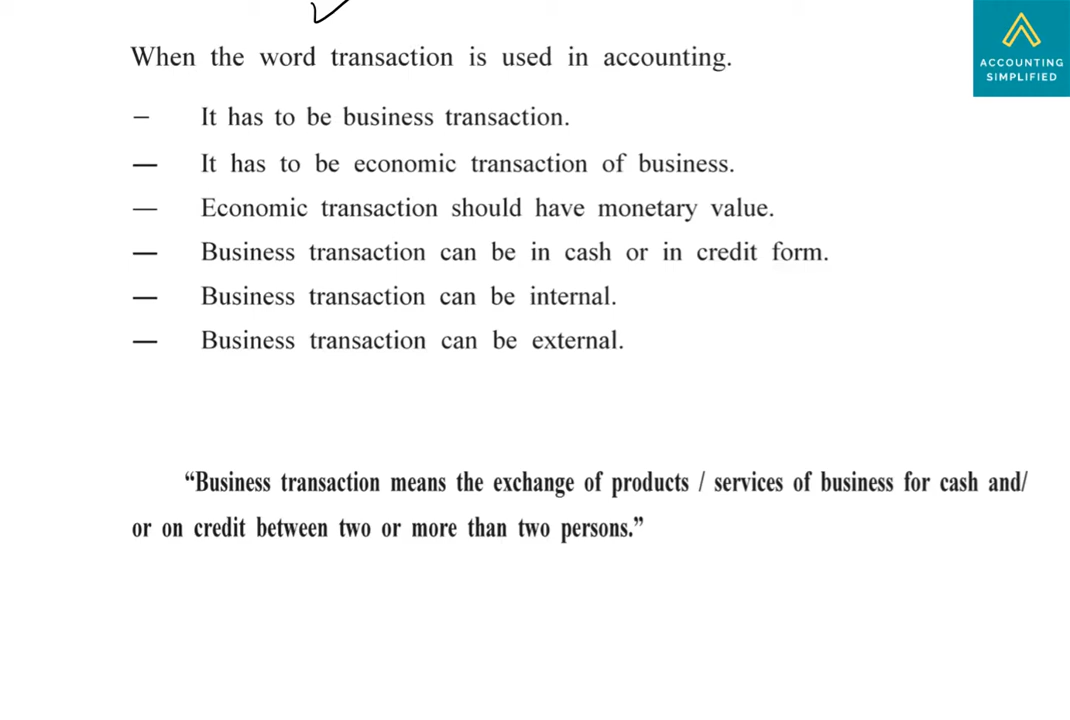 ACCOUNTING
SIMPLIFIED
When the word transaction is used in accounting.
– It has to be business transaction.
— It has to be economic transaction of business.
— Economic transaction should have monetary value.
— Business transaction can be in cash or in credit form.
— Business transaction can be internal.
— Business transaction can be external.
“Business transaction means the exchange of products / services of business for cash and/
or on credit between two or more than two persons.”